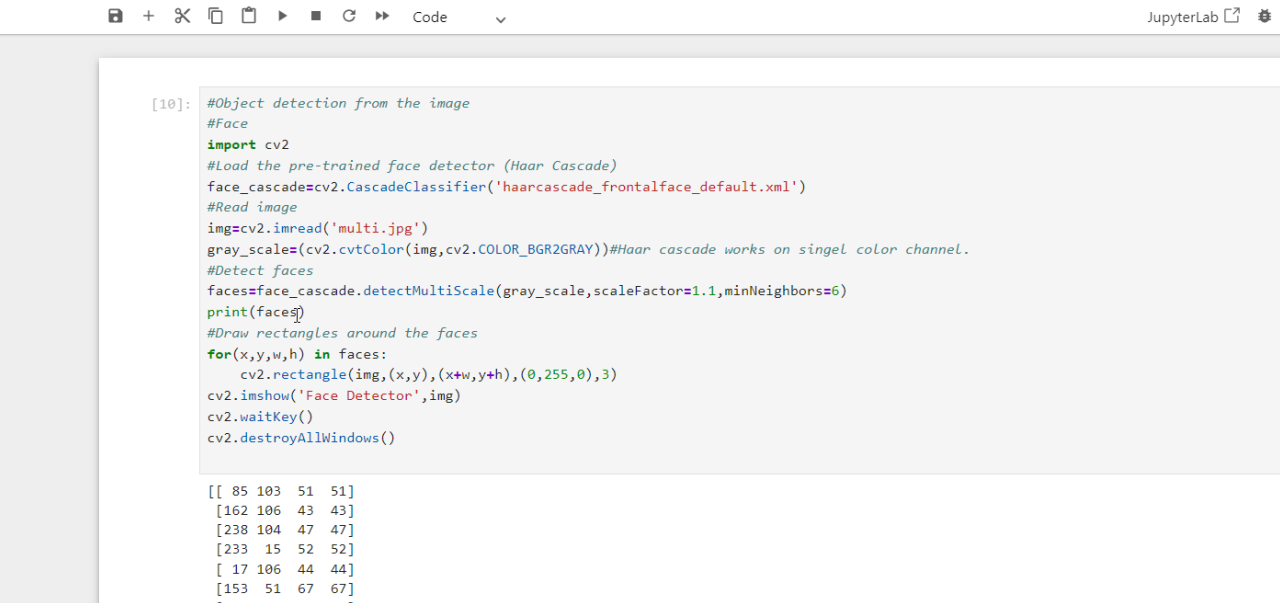 Code
JupyterLab
[10]:
#Object detection from the image
#Face
import cv2
#Load the pre-trained face detector (Haar Cascade)
face_cascade=cv2.CascadeClassifier('haarcascade_frontalface_default.xml')
#Read image
img=cv2.imread('multi.jpg')
gray_scale=(cv2.cvtColor(img,cv2.COLOR_BGR2GRAY))#Haar cascade works on singel color channel.
#Detect faces
faces=face_cascade.detectMultiScale(gray_scale,scaleFactor=1.1,minNeighbors=6)
print(faces)
#Draw rectangles around the faces
for(x,y,w,h) in faces:
    cv2.rectangle(img,(x,y),(x+w,y+h),(0,255,0),3)
cv2.imshow('Face Detector',img)
cv2.waitKey()
cv2.destroyAllWindows()
[[ 85 103  51  51]
 [162 106  43  43]
 [238 104  47  47]
 [233  15  52  52]
 [ 17 106  44  44]
 [153  51  67  67]